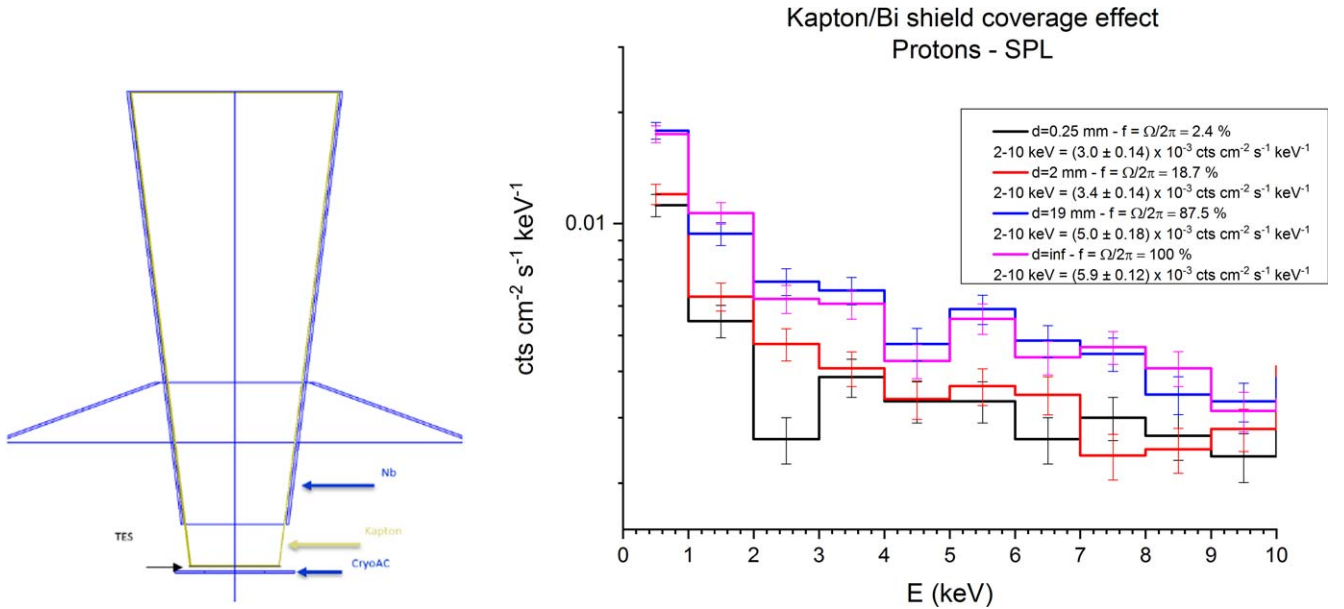 Nb
TES
Kapton
CryoAC
Kapton/Bi shield coverage effect
Protons - SPL
d=0.25 mm - f = Ω/2π = 2.4 %
2-10 keV = (3.0 ± 0.14) x 10⁻³ cts cm⁻² s⁻¹ keV⁻¹
d=2 mm - f = Ω/2π = 18.7 %
2-10 keV = (3.4 ± 0.14) x 10⁻³ cts cm⁻² s⁻¹ keV⁻¹
d=19 mm - f = Ω/2π = 87.5 %
2-10 keV = (5.0 ± 0.18) x 10⁻³ cts cm⁻² s⁻¹ keV⁻¹
d=inf - f = Ω/2π = 100 %
2-10 keV = (5.9 ± 0.12) x 10⁻³ cts cm⁻² s⁻¹ keV⁻¹
cts cm⁻² s⁻¹ keV⁻¹
0.01
0 1 2 3 4 5 6 7 8 9 10
E (keV)